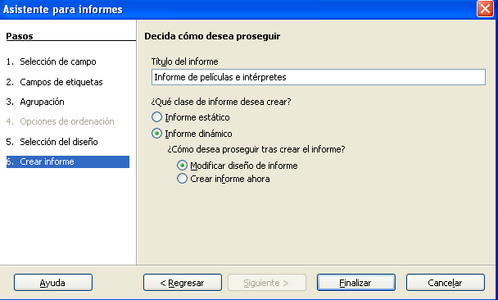 Asistente para informes
Pasos
1. Selección de campo
2. Campos de etiquetas
3. Agrupación
4. Opciones de ordenación
5. Selección del diseño
6. Crear informe
Decida cómo desea proseguir
Título del informe
Informe de películas e intérpretes
¿Qué clase de informe desea crear?
Informe estático
Informe dinámico
¿Cómo desea proseguir tras crear el informe?
Modificar diseño de informe
Crear informe ahora
Ayuda
< Regresar
Siguiente >
Finalizar
Cancelar